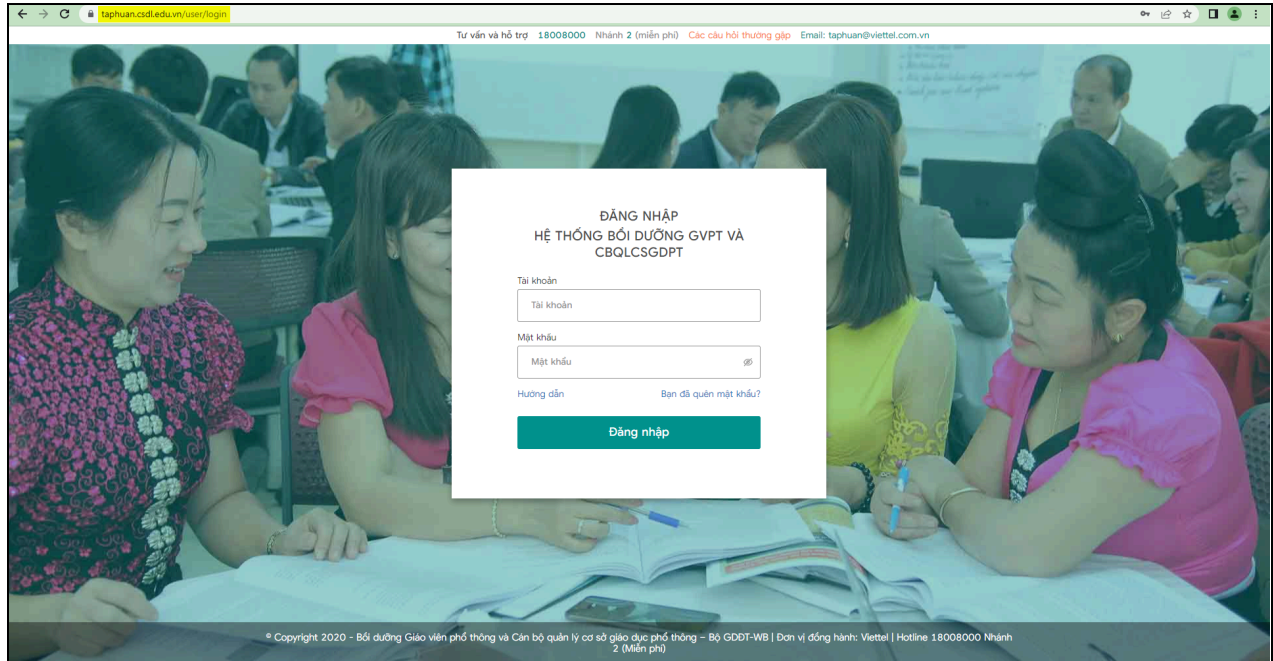 taphuan.csdl.edu.vn/user/login
Tư vấn và hỗ trợ 18008000 Nhánh 2 (miễn phí) Các câu hỏi thường gặp Email: taphuan@viettel.com.vn
ĐĂNG NHẬP
HỆ THỐNG BỒI DƯỠNG GVPT VÀ
CBQLCSGDPT
Tài khoản
Tài khoản
Mật khẩu
Mật khẩu
Hướng dẫn Bạn đã quên mật khẩu?
Đăng nhập
© Copyright 2020 - Bồi dưỡng Giáo viên phổ thông và Cán bộ quản lý cơ sở giáo dục phổ thông – Bộ GDĐT-WB | Đơn vị đồng hành: Viettel | Hotline 18008000 Nhánh
2 (Miễn phí)